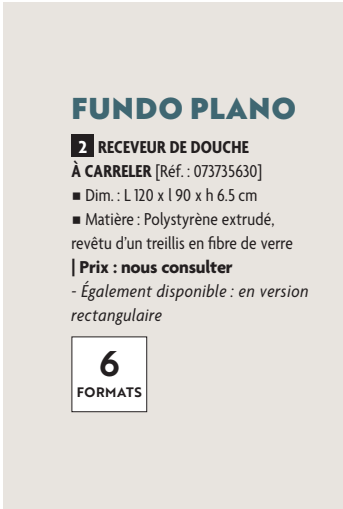 FUNDO PLANO
2 RECEVEUR DE DOUCHE
À CARRELER [Réf. : 073735630]
■ Dim. : L 120 x l 90 x h 6.5 cm
■ Matière : Polystyrène extrudé,
revêtu d'un treillis en fibre de verre
| Prix : nous consulter
- Également disponible : en version
rectangulaire
6
FORMATS